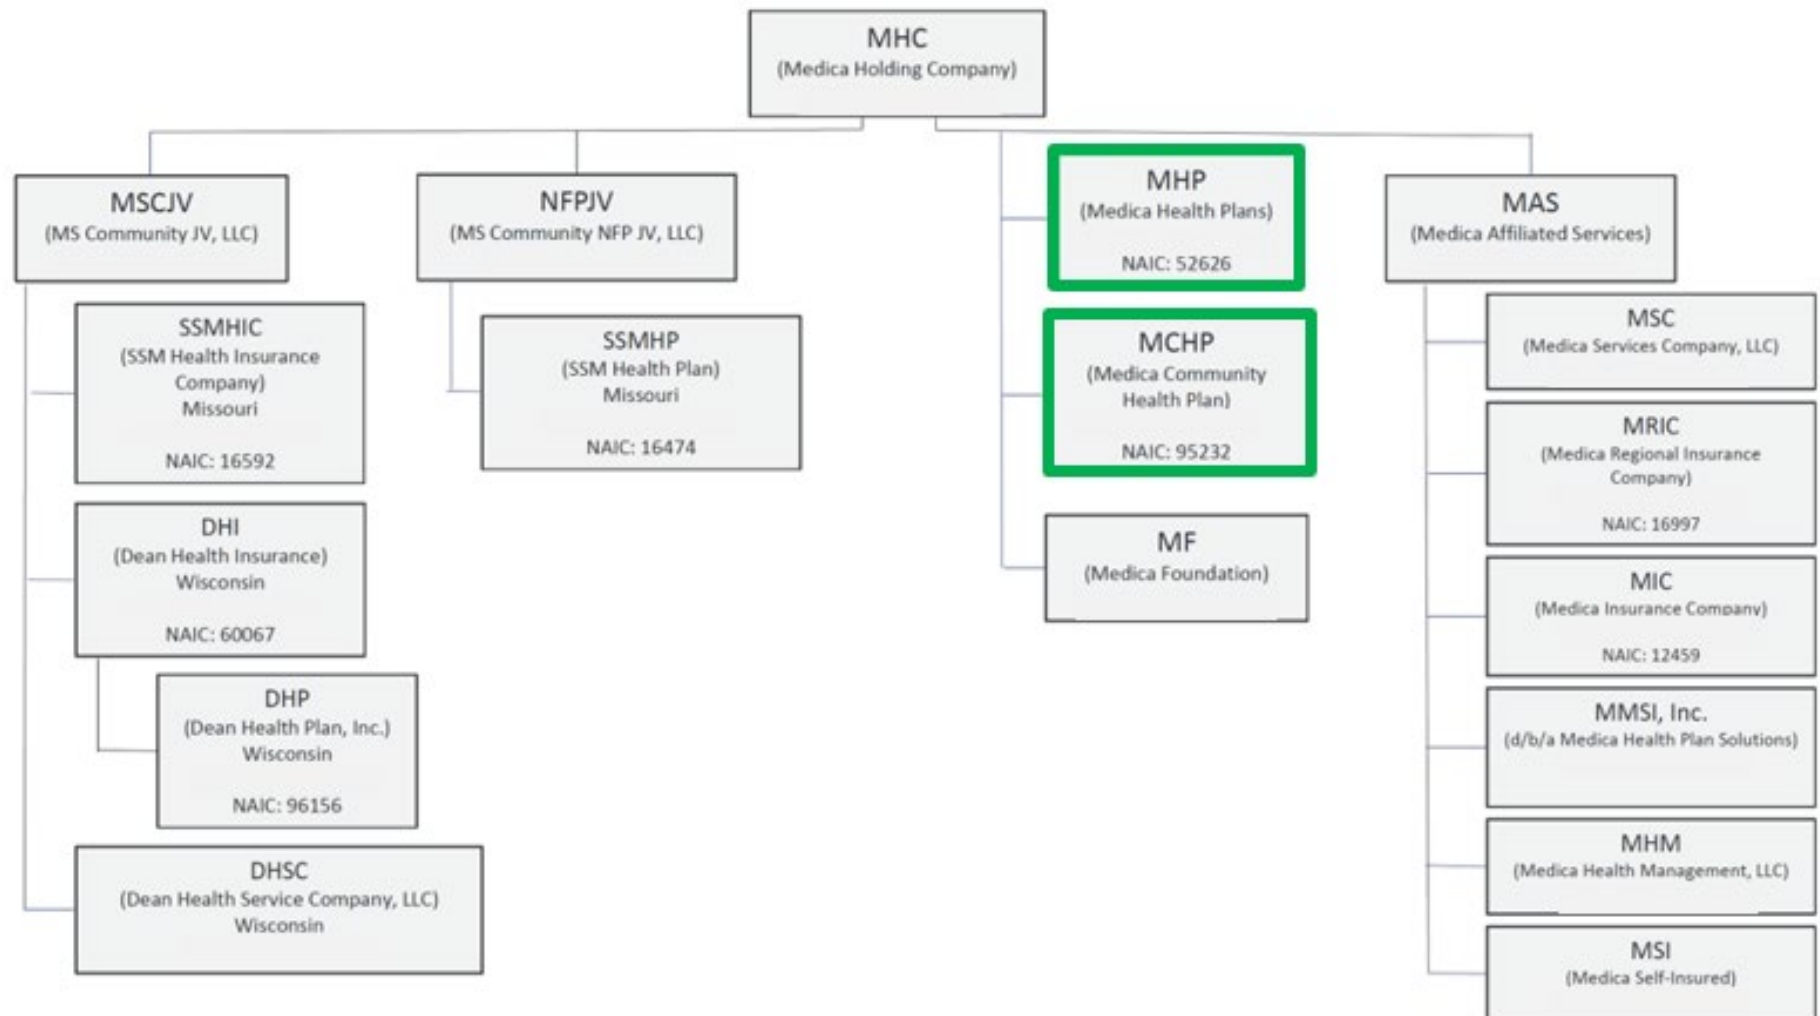 MHC
(Medica Holding Company)
MSCJV
(MS Community JV, LLC)
SSMHIC
(SSM Health Insurance
Company)
Missouri
NAIC: 16592
DHI
(Dean Health Insurance)
Wisconsin
NAIC: 60067
DHP
(Dean Health Plan, Inc.)
Wisconsin
NAIC: 96156
DHSC
(Dean Health Service Company, LLC)
Wisconsin
NFPJV
(MS Community NFP JV, LLC)
SSMHP
(SSM Health Plan)
Missouri
NAIC: 16474
MHP
(Medica Health Plans)
NAIC: 52626
MCHP
(Medica Community
Health Plan)
NAIC: 95232
MF
(Medica Foundation)
MAS
(Medica Affiliated Services)
MSC
(Medica Services Company, LLC)
MRIC
(Medica Regional Insurance
Company)
NAIC: 16997
MIC
(Medica Insurance Company)
NAIC: 12459
MMSI, Inc.
(d/b/a Medica Health Plan Solutions)
MHM
(Medica Health Management, LLC)
MSI
(Medica Self-Insured)